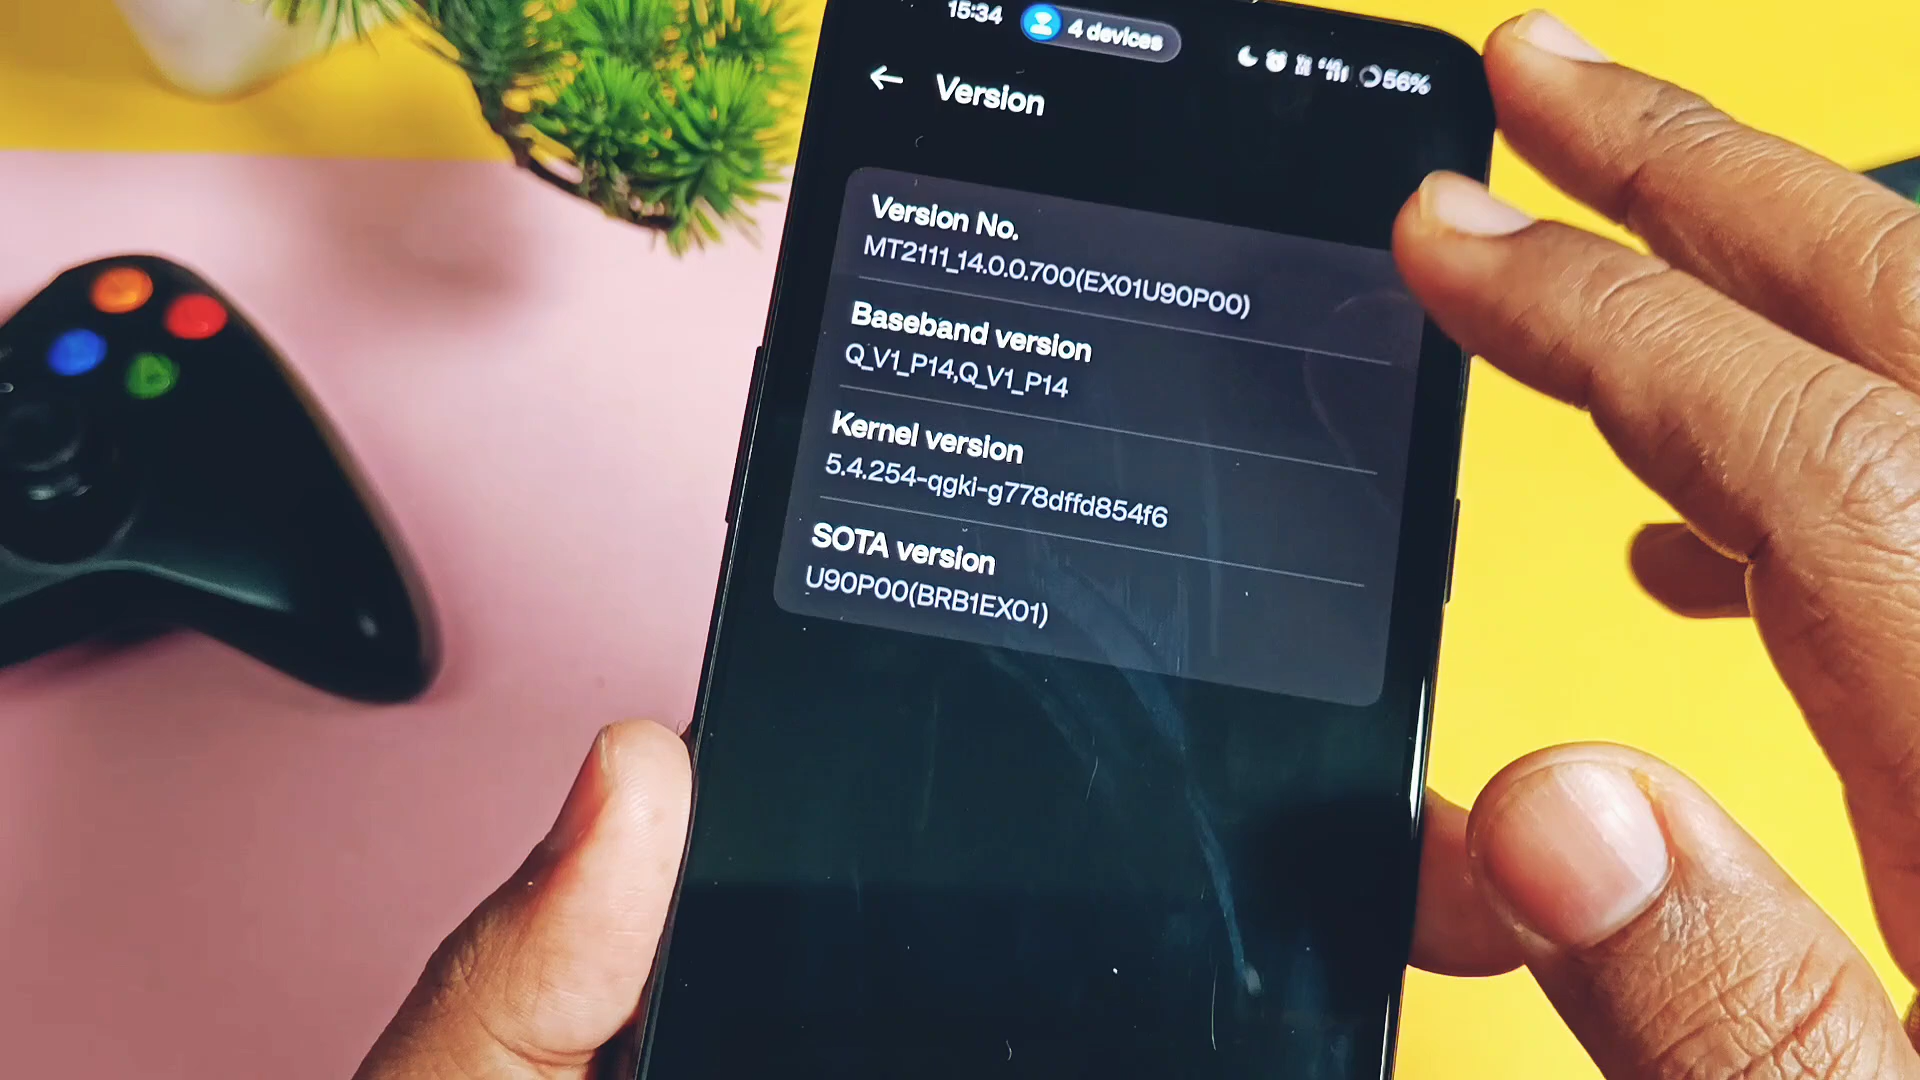 15:34 4 devices 56%
Version
Version No.
MT2111_14.0.0.700(EX01U90P00)
Baseband version
Q_V1_P14,Q_V1_P14
Kernel version
5.4.254-qgki-g778dffd854f6
SOTA version
U90P00(BRB1EX01)